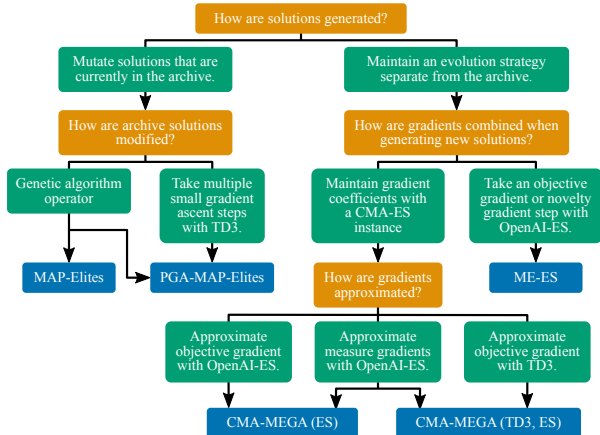 How are solutions generated?
Mutate solutions that are
currently in the archive.
Maintain an evolution strategy
separate from the archive.
How are archive solutions
modified?
How are gradients combined when
generating new solutions?
Genetic algorithm
operator
Take multiple
small gradient
ascent steps
with TD3.
Maintain gradient
coefficients with
a CMA-ES
instance
Take an objective
gradient or novelty
gradient step with
OpenAI-ES.
MAP-Elites
PGA-MAP-Elites
How are gradients
approximated?
ME-ES
Approximate
objective gradient
with OpenAI-ES.
Approximate
measure gradients
with OpenAI-ES.
Approximate
objective gradient
with TD3.
CMA-MEGA (ES)
CMA-MEGA (TD3, ES)